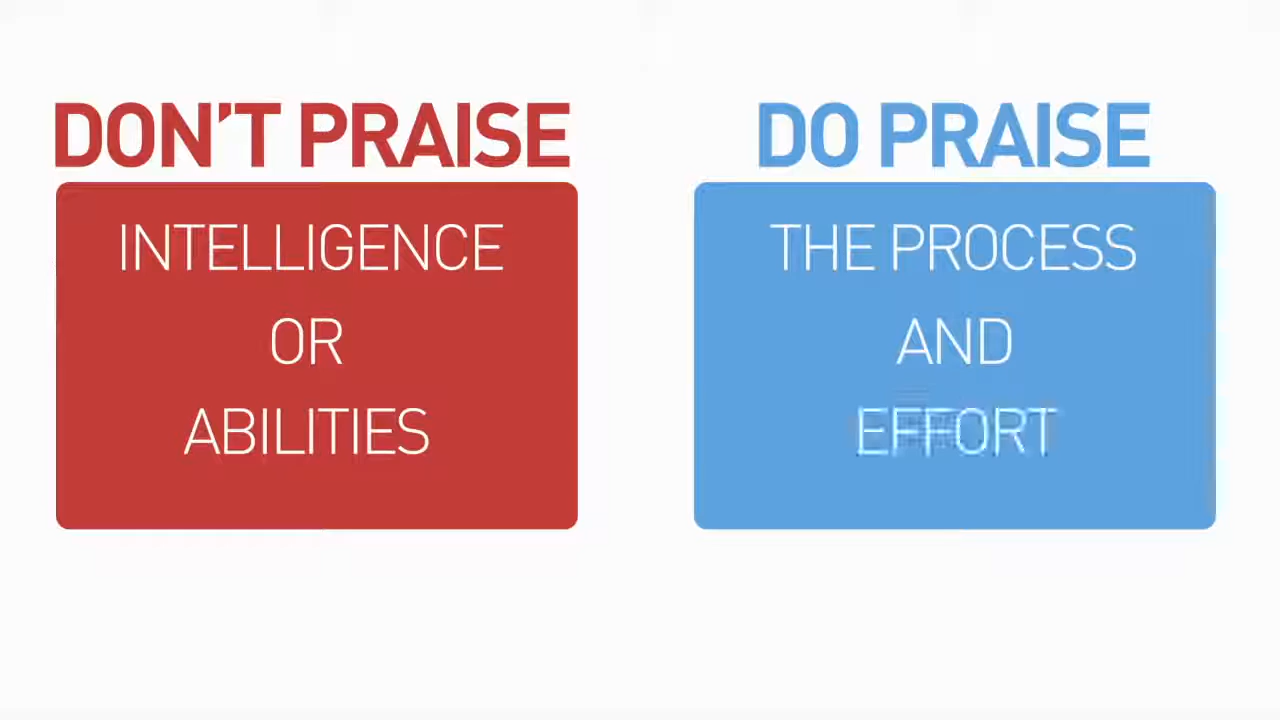 DON'T PRAISE
INTELLIGENCE
OR
ABILITIES
DO PRAISE
THE PROCESS
AND
EFFORT